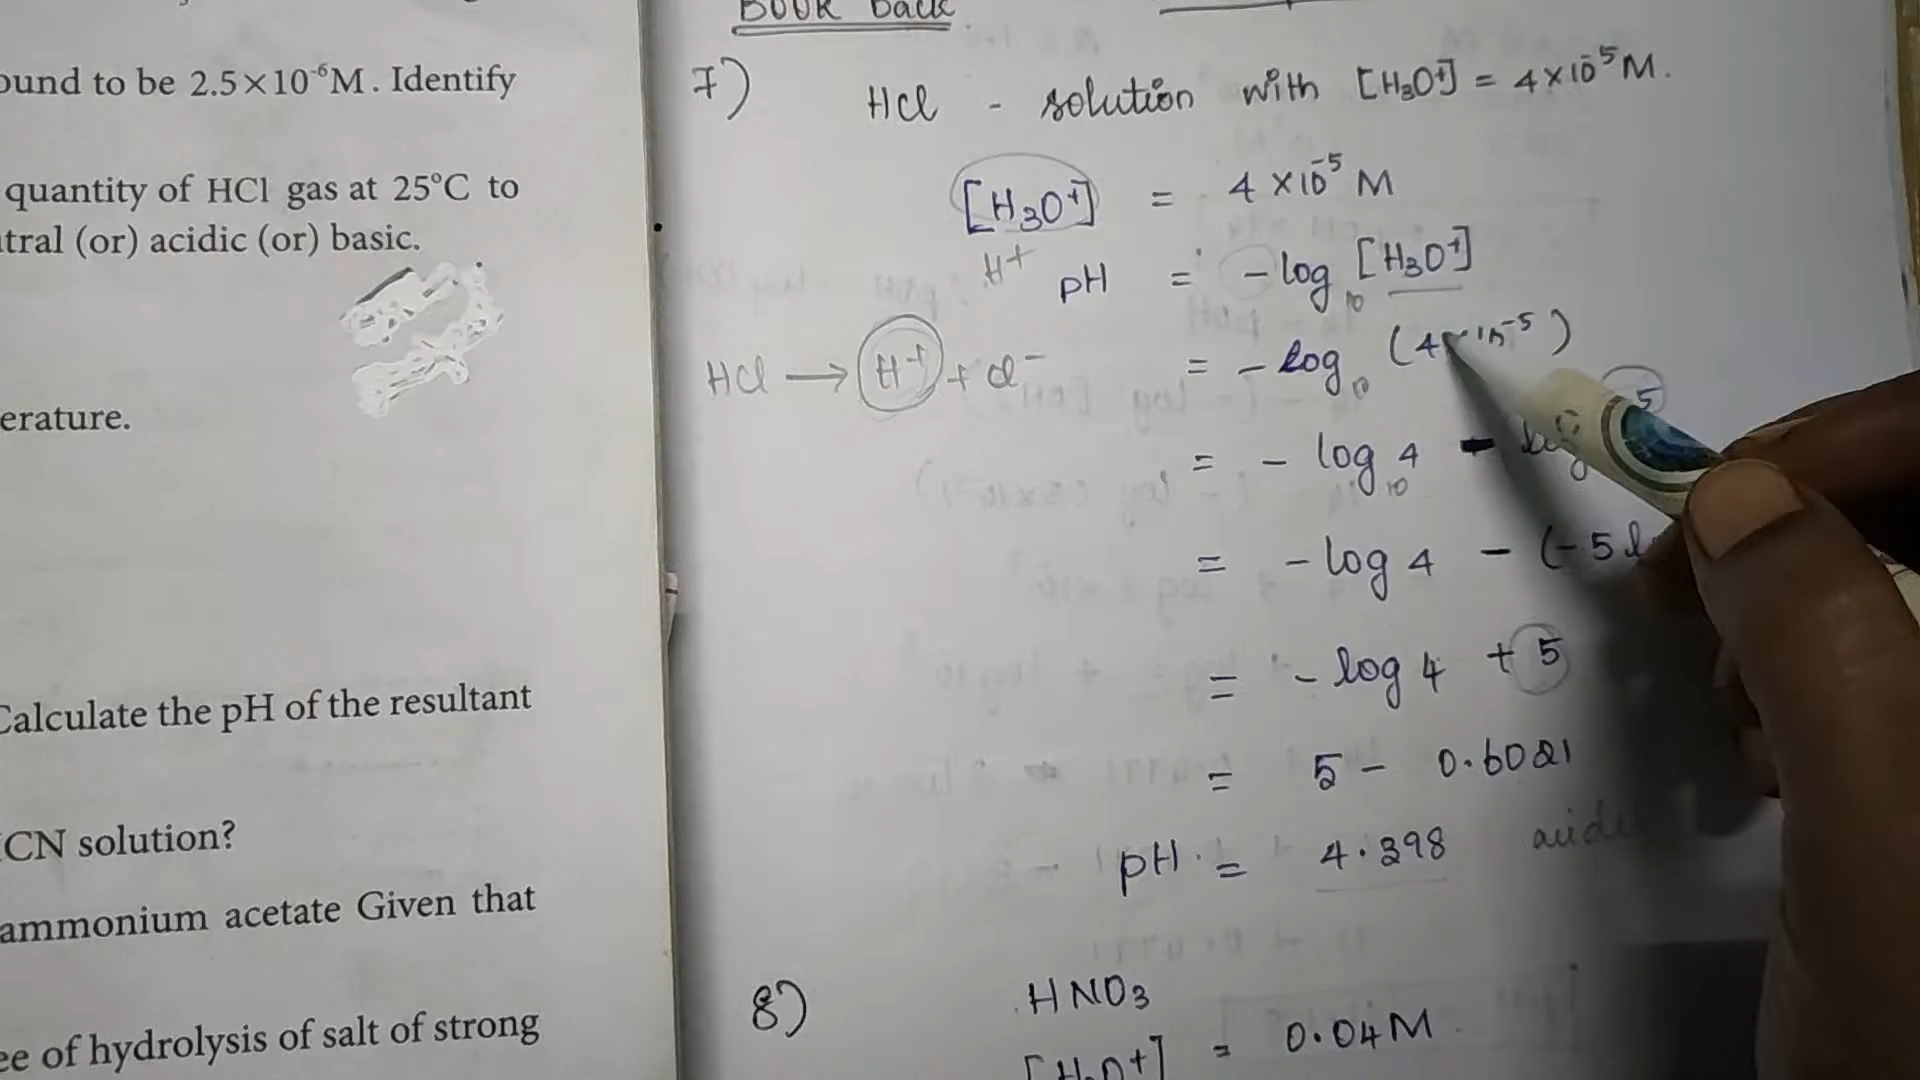 ound to be 2.5×10⁻⁶M. Identify
quantity of HCl gas at 25°C to
tral (or) acidic (or) basic.
erature.
Calculate the pH of the resultant
CN solution?
ammonium acetate Given that
ee of hydrolysis of salt of strong
Book Back
7) HCl - solution with [H₃O⁺] = 4×10⁻⁵M.
[H₃O⁺] = 4×10⁻⁵ M
H⁺
pH = -log₁₀ [H₃O⁺]
HCl → H⁺ + Cl⁻
= -log₁₀ (4×10⁻⁵)
= - log₁₀ 4 -
= - log 4 - (-5
= - log 4 + 5
= 5 - 0.6021
pH = 4.398
8) HNO₃
[H₃O⁺] = 0.04M